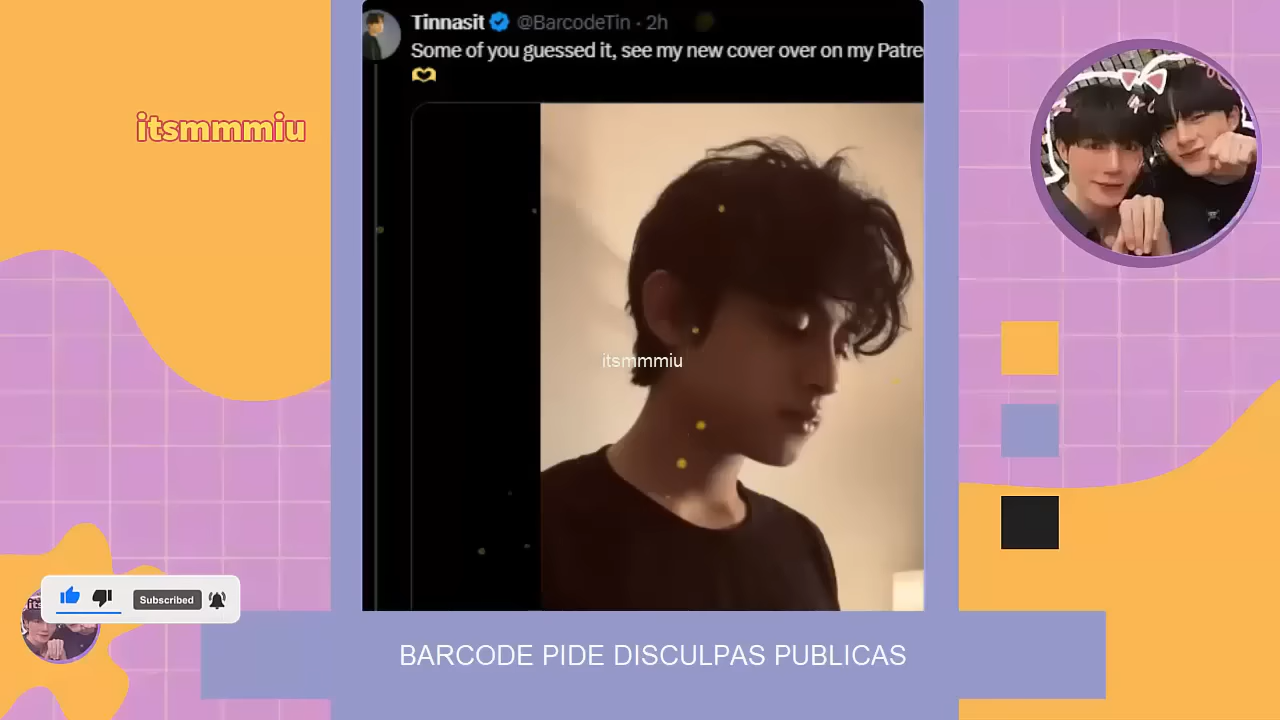 Tinnasit @BarcodeTin · 2h
Some of you guessed it, see my new cover over on my Patre
itsmmmiu
itsmmmiu
Subscribed
BARCODE PIDE DISCULPAS PUBLICAS